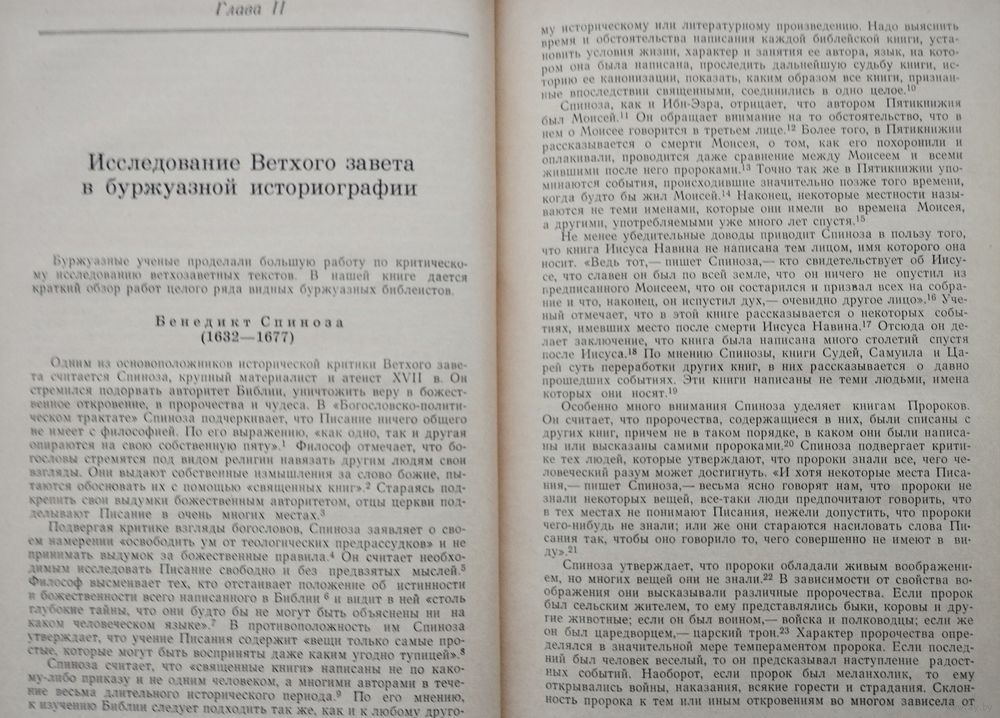 Глава II
Исследование Ветхого завета
в буржуазной историографии
Буржуазные ученые проделали большую работу по критическо-
му исследованию ветхозаветных текстов. В нашей книге дается
краткий обзор работ целого ряда видных буржуазных библеистов.
Бенедикт Спиноза
(1632—1677)
Одним из основоположников исторической критики Ветхого заве-
та считается Спиноза, крупный материалист и атеист XVII в. Он
стремился подорвать авторитет Библии, уничтожить веру в божест-
венное откровение, в пророчества и чудеса. В «Богословско-полити-
ческом трактате» Спиноза подчеркивает, что Писание ничего общего
не имеет с философией. По его выражению, «как одно, так и другая
опираются на свою собственную пяту». Философ отмечает, что бо-
гословы стремятся под видом религии навязать другим людям свои
взгляды. Они выдают собственные измышления за слово божие, пы-
таются обосновать их с помощью «священных книг».2 Стараясь под-
крепить свои выдумки божественным авторитетом, отцы церкви под-
делывают Писание в очень многих местах.3
Подвергая критике взгляды богословов, Спиноза заявляет о сво-
ем намерении «освободить ум от теологических предрассудков» и не
принимать выдумок за божественные правила.4 Он считает необхо-
димым исследовать Писание свободно и без предвзятых мыслей.5
Философ высмеивает тех, кто отстаивает положение об истинности
и божественности всего написанного в Библии 6 и видит в ней «столь
глубокие тайны, что они будто бы не могут быть объяснены ни на
каком человеческом языке».7 В противоположность им Спиноза
утверждает, что учение Писания содержит «вещи только самые про-
стые, которые могут быть восприняты даже каким угодно тупицей».8
Спиноза считает, что «священные книги» написаны не по како-
му-либо приказу и не одним человеком, а многими авторами в тече-
ние весьма длительного исторического периода.9 По его мнению,
к изучению Библии следует подходить так же, как и к любому друго-
му историческому или литературному произведению. Надо выяснить
время и обстоятельства написания каждой библейской книги, уста-
новить условия жизни, характер и занятия ее автора, язык, на кото-
ром она была написана, проследить дальнейшую судьбу книги, ис-
торию ее канонизации, показать, каким образом все книги, признан-
ные впоследствии священными, соединились в одно целое.10
Спиноза, как и Ибн-Эзра, отрицает, что автором Пятикнижия
был Моисей.11 Он обращает внимание на то обстоятельство, что в
нем о Моисее говорится в третьем лице.12 Более того, в Пятикнижии
рассказывается о смерти Моисея, о том, как его похоронили и
оплакивали, проводится даже сравнение между Моисеем и всеми
жившими после него пророками.13 Точно так же в Пятикнижии упо-
минаются события, происходившие значительно позже того времени,
когда будто бы жил Моисей.14 Наконец, некоторые местности назы-
ваются не теми именами, которые они имели во времена Моисея,
а другими, употребляемыми уже много лет спустя.15
Не менее убедительные доводы приводит Спиноза в пользу того,
что книга Иисуса Навина не написана тем лицом, имя которого она
носит. «Ведь тот,— пишет Спиноза,— кто свидетельствует об Иису-
се, что славен он был по всей земле, что он ничего не опустил из
предписанного Моисеем, что он состарился и призвал всех на собра-
ние и что, наконец, он испустил дух,— очевидно другое лицо».16 Уче-
ный отмечает, что в этой книге рассказывается о некоторых собы-
тиях, имевших место после смерти Иисуса Навина.17 Отсюда он де-
лает заключение, что книга была написана много столетий спустя
после Иисуса.18 По мнению Спинозы, книги Судей, Самуила и Ца-
рей суть переработки других книг, в них рассказывается о давно
прошедших событиях. Эти книги написаны не теми людьми, имена
которых они носят.19
Особенно много внимания Спиноза уделяет книгам Пророков.
Он считает, что пророчества, содержащиеся в них, были списаны с
других книг, причем не в таком порядке, в каком они были написа-
ны или высказаны самими пророками.20 Спиноза подвергает крити-
ке тех людей, которые утверждают, что пророки знали все, чего че-
ловеческий разум может достигнуть. «И хотя некоторые места Писа-
ния,— пишет Спиноза,— весьма ясно говорят нам, что пророки не
знали некоторых вещей, все-таки люди предпочитают говорить, что
в тех местах не понимают Писания, нежели допустить, что пророки
чего-нибудь не знали; или же они стараются насиловать слова Пи-
сания так, чтобы оно говорило то, чего совершенно не имеют в ви-
ду».21
Спиноза утверждает, что пророки обладали живым воображени-
ем, но многих вещей они не знали.22 В зависимости от свойства во-
ображения они высказывали различные пророчества. Если пророк
был сельским жителем, то ему представлялись быки, коровы и дру-
гие животные; если он был воином,— войска и полководцы; если же
он был царедворцем,— царский трон.23 Характер пророчества опре-
делялся в значительной мере темпераментом пророка. Если послед-
ний был человек веселый, то он предсказывал наступление радост-
ных событий. Наоборот, если пророк был меланхолик, то ему
открывались войны, наказания, всякие горести и страдания. Склон-
ность пророка к тем или иным откровениям во многом зависела от